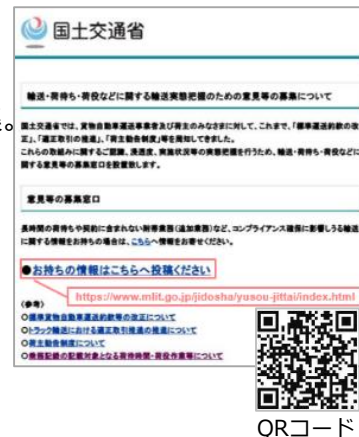 国土交通省
輸送・荷待ち・荷役などに関する輸送実態把握のための意見等の募集について
。
国土交通省では、貨物自動車運送事業者及び荷主のみなさまに対して、これまで、「標準運送約款の改
正」、「適正取引の推進」、「荷主勧告制度」等を周知してきました。
これらの取組みに関するご認識、浸透度、実施状況等の実態把握を行うため、輸送・荷待ち・荷役などに
関する意見等の募集窓口を設置致します。
意見等の募集窓口
長時間の荷待ちや契約に含まれない附帯業務（追加業務）など、コンプライアンス確保に影響しうる輸送
に関する情報をお持ちの場合は、こちらへ情報をお寄せください。
●お持ちの情報はこちらへ投稿ください
https://www.mlit.go.jp/jidosha/yusou-jittai/index.html
（参考）
○標準貨物自動車運送約款等の改正について
○トラック輸送における適正取引推進の推進について
○荷主勧告制度について
○乗務記録の記載対象となる荷待時間・荷役作業等について
QRコード